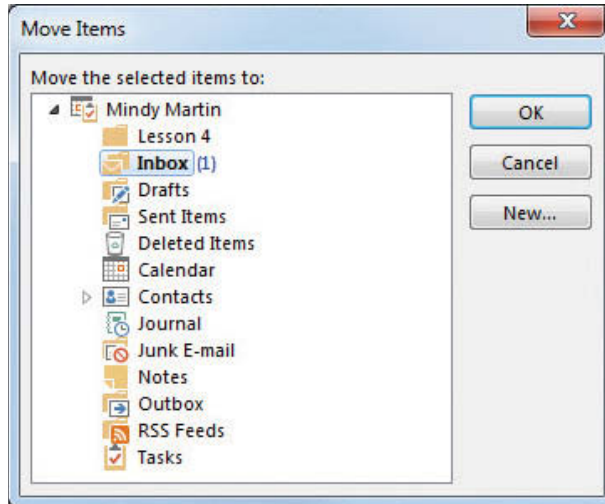 Move Items
Move the selected items to:
Mindy Martin
Lesson 4
Inbox (1)
Drafts
Sent Items
Deleted Items
Calendar
Contacts
Journal
Junk E-mail
Notes
Outbox
RSS Feeds
Tasks
OK
Cancel
New...